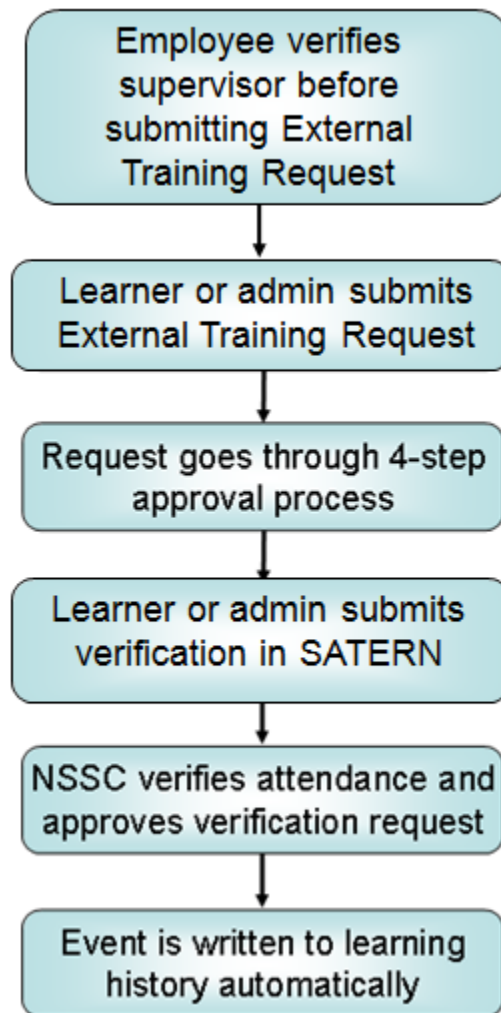 Employee verifies
supervisor before
submitting External
Training Request
Learner or admin submits
External Training Request
Request goes through 4-step
approval process
Learner or admin submits
verification in SATERN
NSSC verifies attendance and
approves verification request
Event is written to learning
history automatically